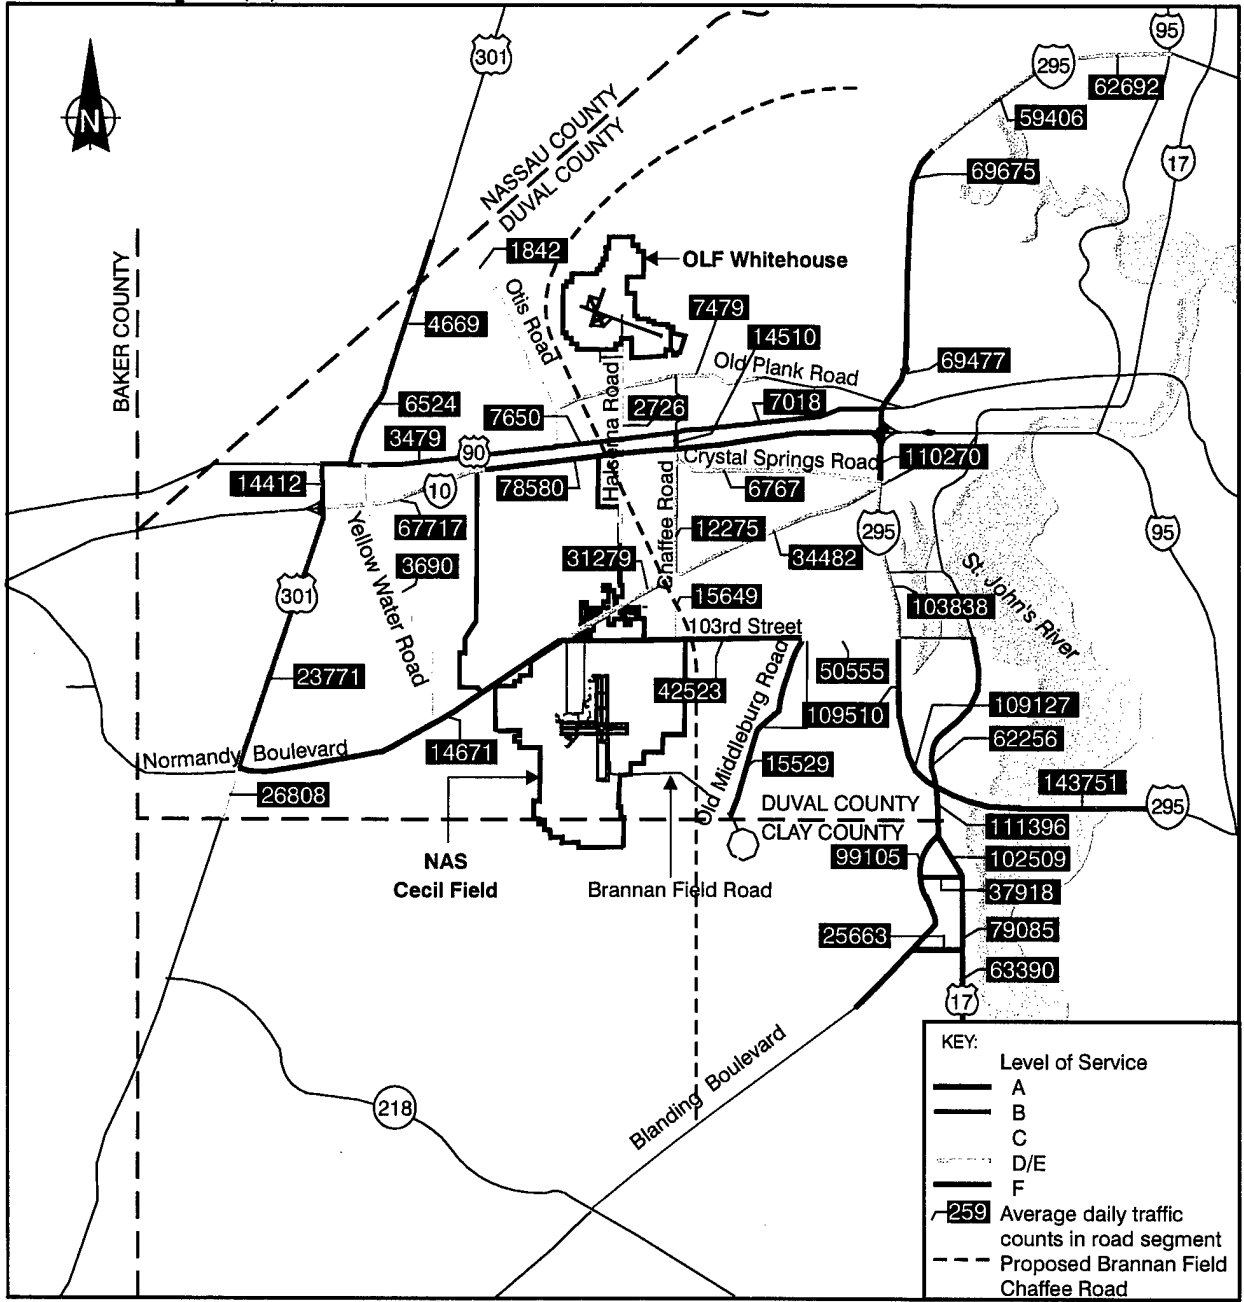 95
301
295
62692
59406
N
17
NASSAU COUNTY
DUVAL COUNTY
69675
BAKER COUNTY
1842
OLF Whitehouse
Otis Road
7479
4669
14510
Old Plank Road
69477
Halsema Road
6524
7650
2726
7018
3479
90
Crystal Springs Road
110270
14412
10
78580
6767
Chaffee Road
67717
Yellow Water Road
12275
295
95
31279
34482
3690
St. John's River
301
15649
103838
103rd Street
50555
23771
42523
Old Middleburg Road
109510
109127
14671
62256
Normandy Boulevard
15529
143751
26808
DUVAL COUNTY
295
CLAY COUNTY
111396
NAS
Cecil Field
99105
102509
Brannan Field Road
37918
25663
79085
63390
17
Blanding Boulevard
218
KEY:
Level of Service
A
B
C
D/E
F
259 Average daily traffic
counts in road segment
Proposed Brannan Field
Chaffee Road